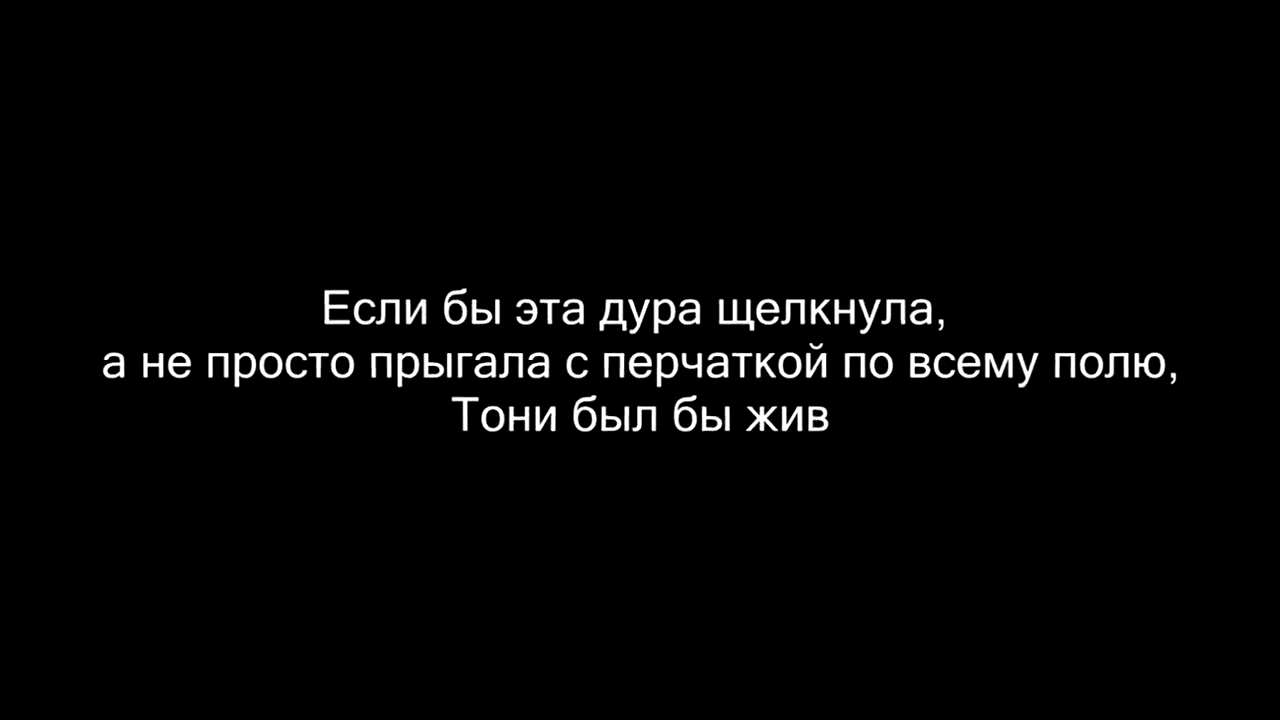 Если бы эта дура щелкнула,
а не просто прыгала с перчаткой по всему полю,
Тони был бы жив